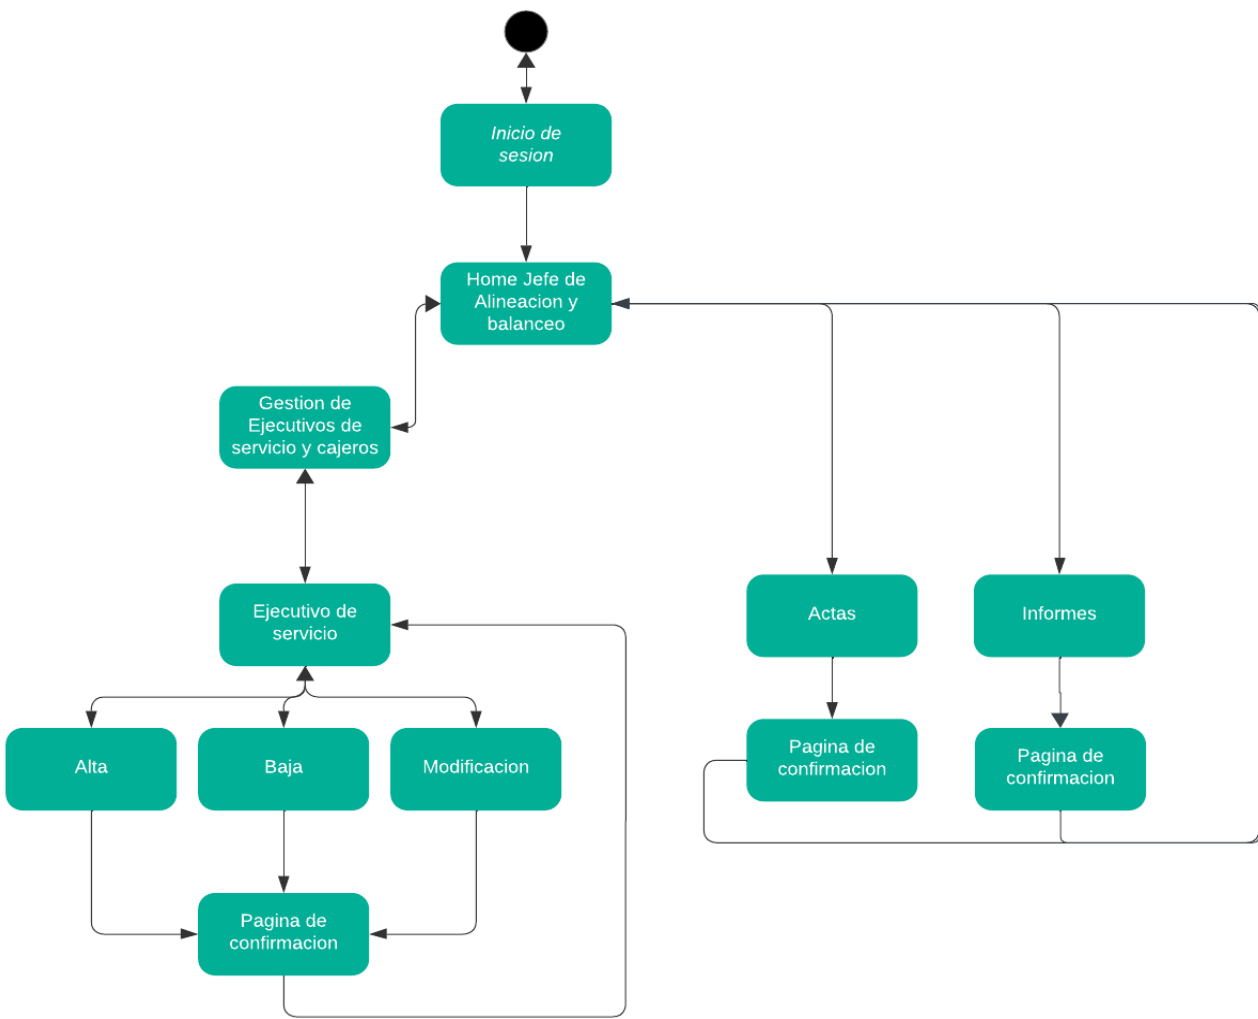 Inicio de
sesion
Home Jefe de
Alineacion y
balanceo
Gestion de
Ejecutivos de
servicio y cajeros
Ejecutivo de
servicio
Actas
Informes
Alta
Baja
Modificacion
Pagina de
confirmacion
Pagina de
confirmacion
Pagina de
confirmacion